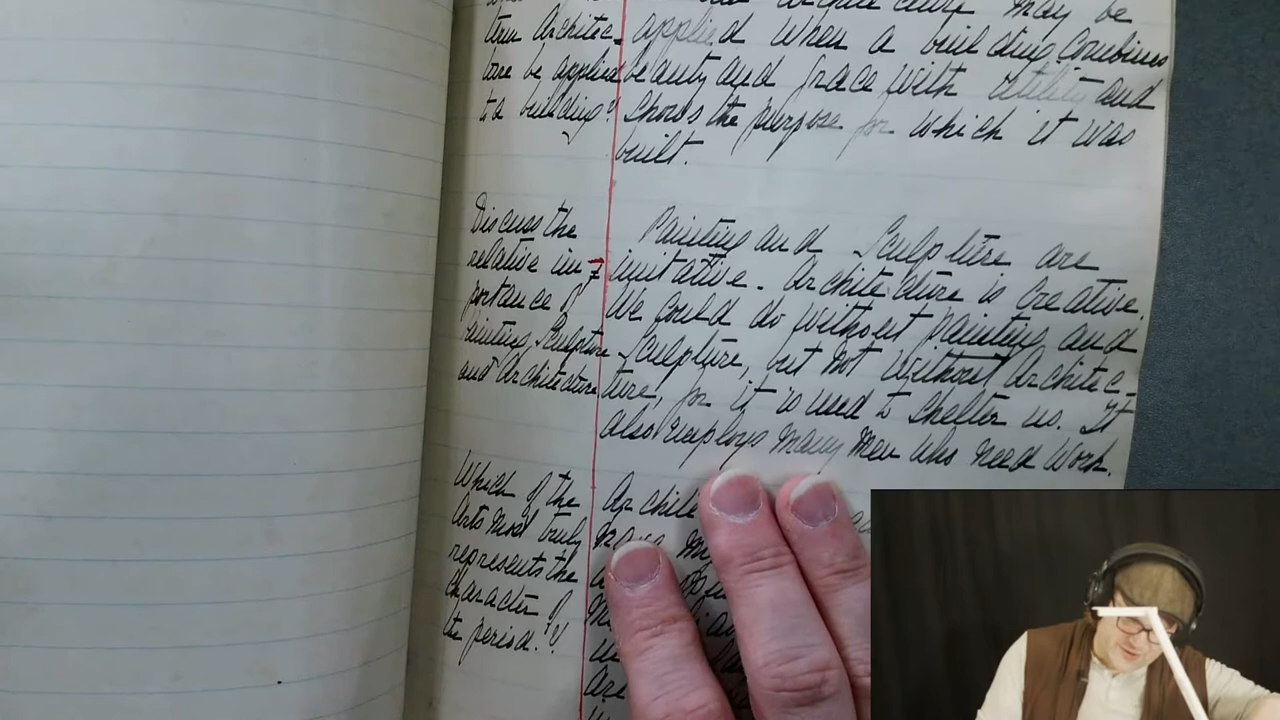 tecture may be
tern Architec- applied when a building combines
ture be applied beauty and grace with utility and
to a building? shows the purpose for which it was
built.
Discuss the
relative im-
portance of
Painting, Sculpture
and Architecture
Painting and Sculpture are
imitative. Architecture is creative.
We could do without painting and
Sculpture, but not without Architec-
ture, for it is used to shelter us. It
also employs many men who need work.
Which of the
Arts most truly
represents the
character of
the period?